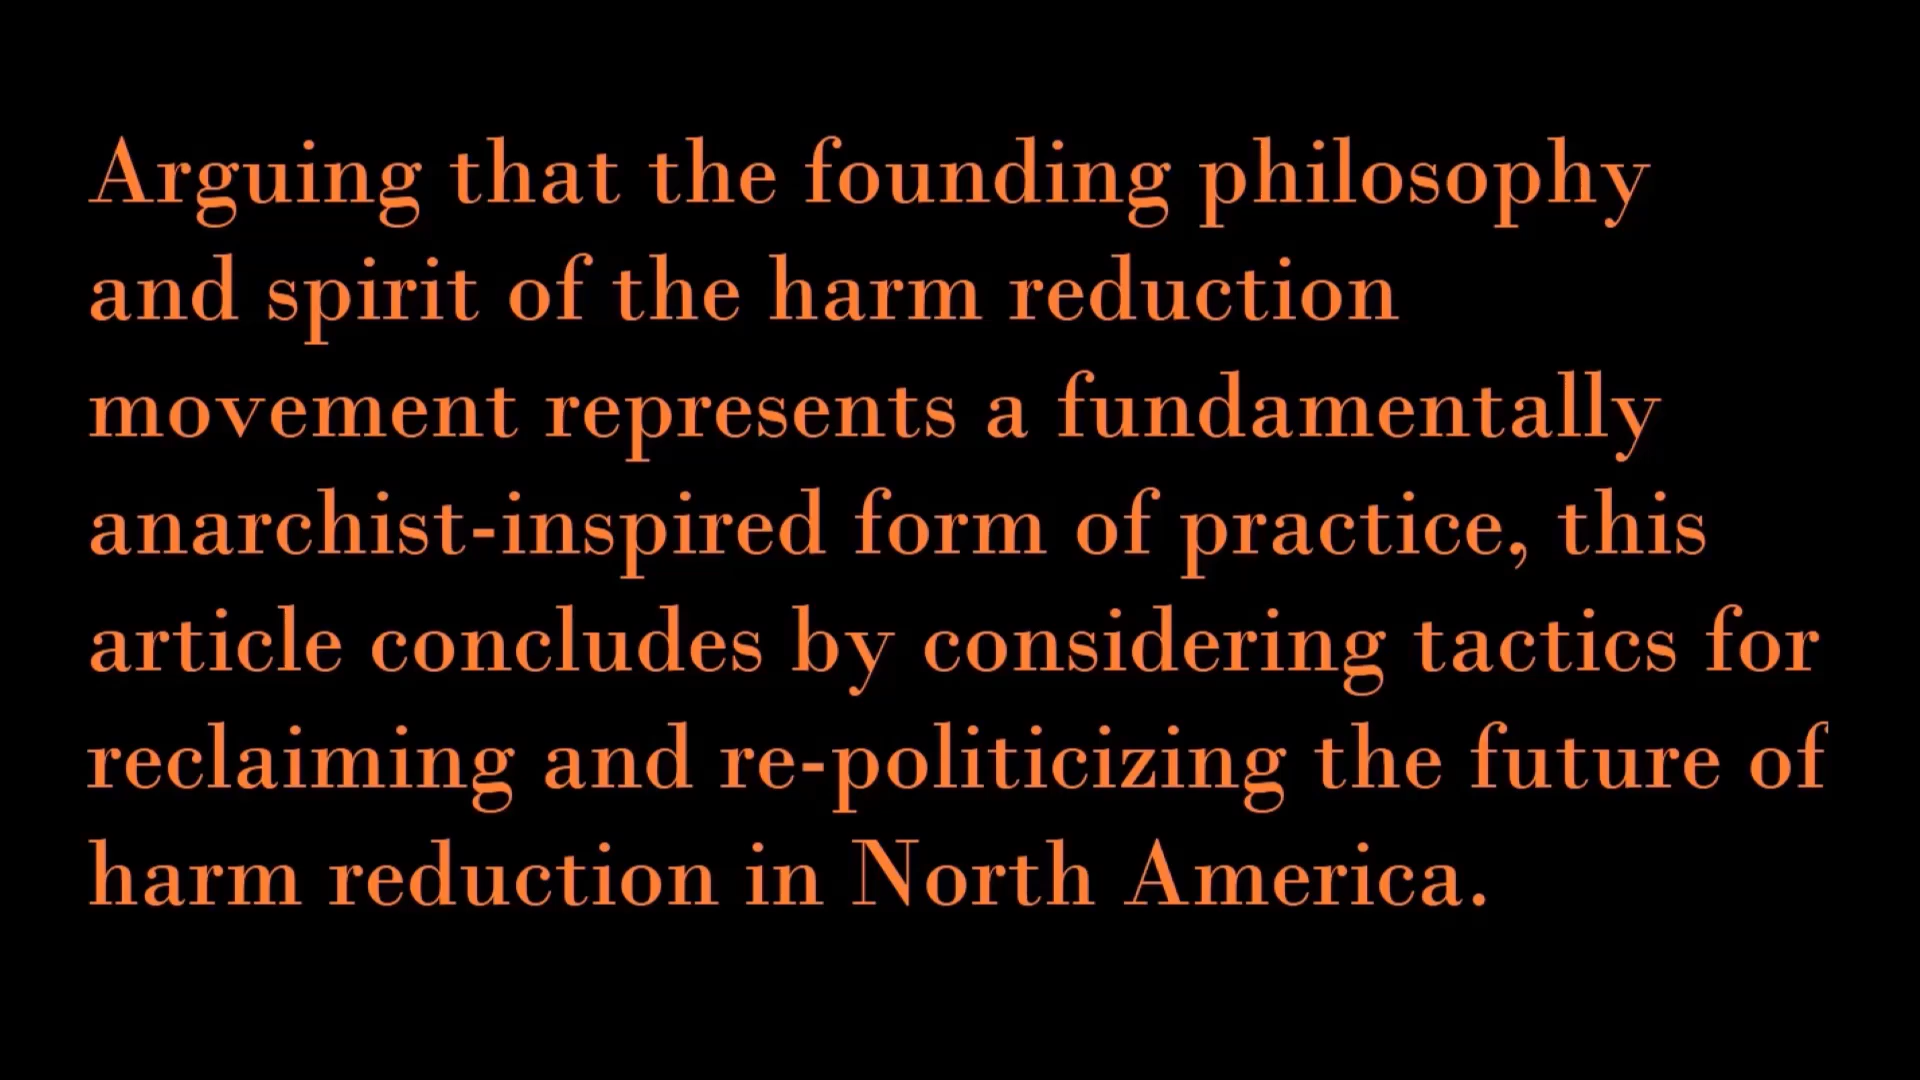 Arguing that the founding philosophy
and spirit of the harm reduction
movement represents a fundamentally
anarchist-inspired form of practice, this
article concludes by considering tactics for
reclaiming and re-politicizing the future of
harm reduction in North America.